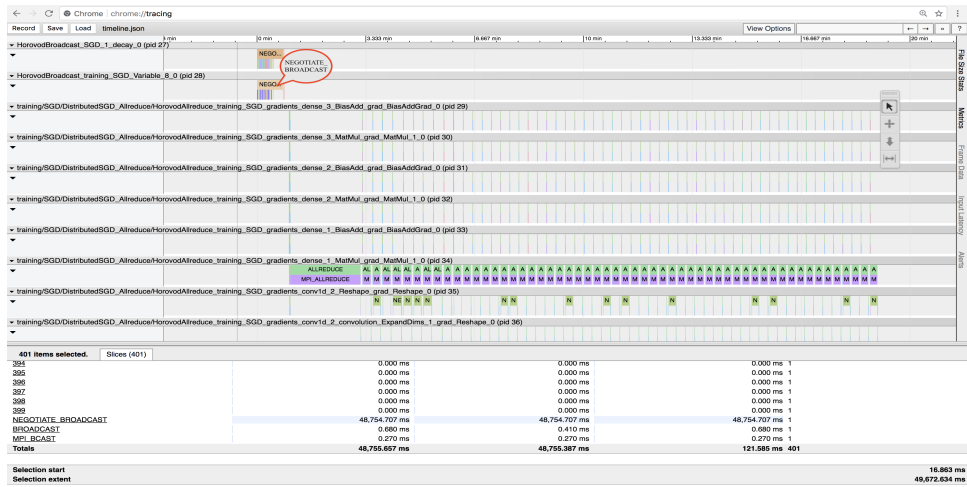 Chrome chrome://tracing
Record Save Load timeline.json View Options ← → » ?
0 min 3.333 min 6.667 min 10 min 13.333 min 16.667 min 20 min
HorovodBroadcast_SGD_1_decay_0 (pid 27)
NEGO...
NEGOTIATE_
BROADCAST
HorovodBroadcast_training_SGD_Variable_8_0 (pid 28)
NEGO...
training/SGD/DistributedSGD_Allreduce/HorovodAllreduce_training_SGD_gradients_dense_3_BiasAdd_grad_BiasAddGrad_0 (pid 29)
training/SGD/DistributedSGD_Allreduce/HorovodAllreduce_training_SGD_gradients_dense_3_MatMul_grad_MatMul_1_0 (pid 30)
training/SGD/DistributedSGD_Allreduce/HorovodAllreduce_training_SGD_gradients_dense_2_BiasAdd_grad_BiasAddGrad_0 (pid 31)
training/SGD/DistributedSGD_Allreduce/HorovodAllreduce_training_SGD_gradients_dense_2_MatMul_grad_MatMul_1_0 (pid 32)
training/SGD/DistributedSGD_Allreduce/HorovodAllreduce_training_SGD_gradients_dense_1_BiasAdd_grad_BiasAddGrad_0 (pid 33)
training/SGD/DistributedSGD_Allreduce/HorovodAllreduce_training_SGD_gradients_dense_1_MatMul_grad_MatMul_1_0 (pid 34)
ALLREDUCE AL A AL AL AL A AL AL A A A A A A A A A A A A A A A A A A A A A A A A A A A A A A A A A A A A A A
MPI_ALLREDUCE M M M M M M M M M M M M M M M M M M M M M M M M M M M M M M M M M M M M M M M M M M M M M M
training/SGD/DistributedSGD_Allreduce/HorovodAllreduce_training_SGD_gradients_conv1d_2_Reshape_grad_Reshape_0 (pid 35)
N NE N N N N N N N N N N N N N
training/SGD/DistributedSGD_Allreduce/HorovodAllreduce_training_SGD_gradients_conv1d_2_convolution_ExpandDims_1_grad_Reshape_0 (pid 36)
File Size Stats
Metrics
Frame Data
Input Latency
Alerts
401 items selected. Slices (401)
394 0.000 ms 0.000 ms 0.000 ms 1
395 0.000 ms 0.000 ms 0.000 ms 1
396 0.000 ms 0.000 ms 0.000 ms 1
397 0.000 ms 0.000 ms 0.000 ms 1
398 0.000 ms 0.000 ms 0.000 ms 1
399 0.000 ms 0.000 ms 0.000 ms 1
NEGOTIATE_BROADCAST 48,754.707 ms 48,754.707 ms 48,754.707 ms 1
BROADCAST 0.680 ms 0.410 ms 0.680 ms 1
MPI_BCAST 0.270 ms 0.270 ms 0.270 ms 1
Totals 48,755.657 ms 48,755.387 ms 121.585 ms 401
Selection start 16.863 ms
Selection extent 49,672.634 ms